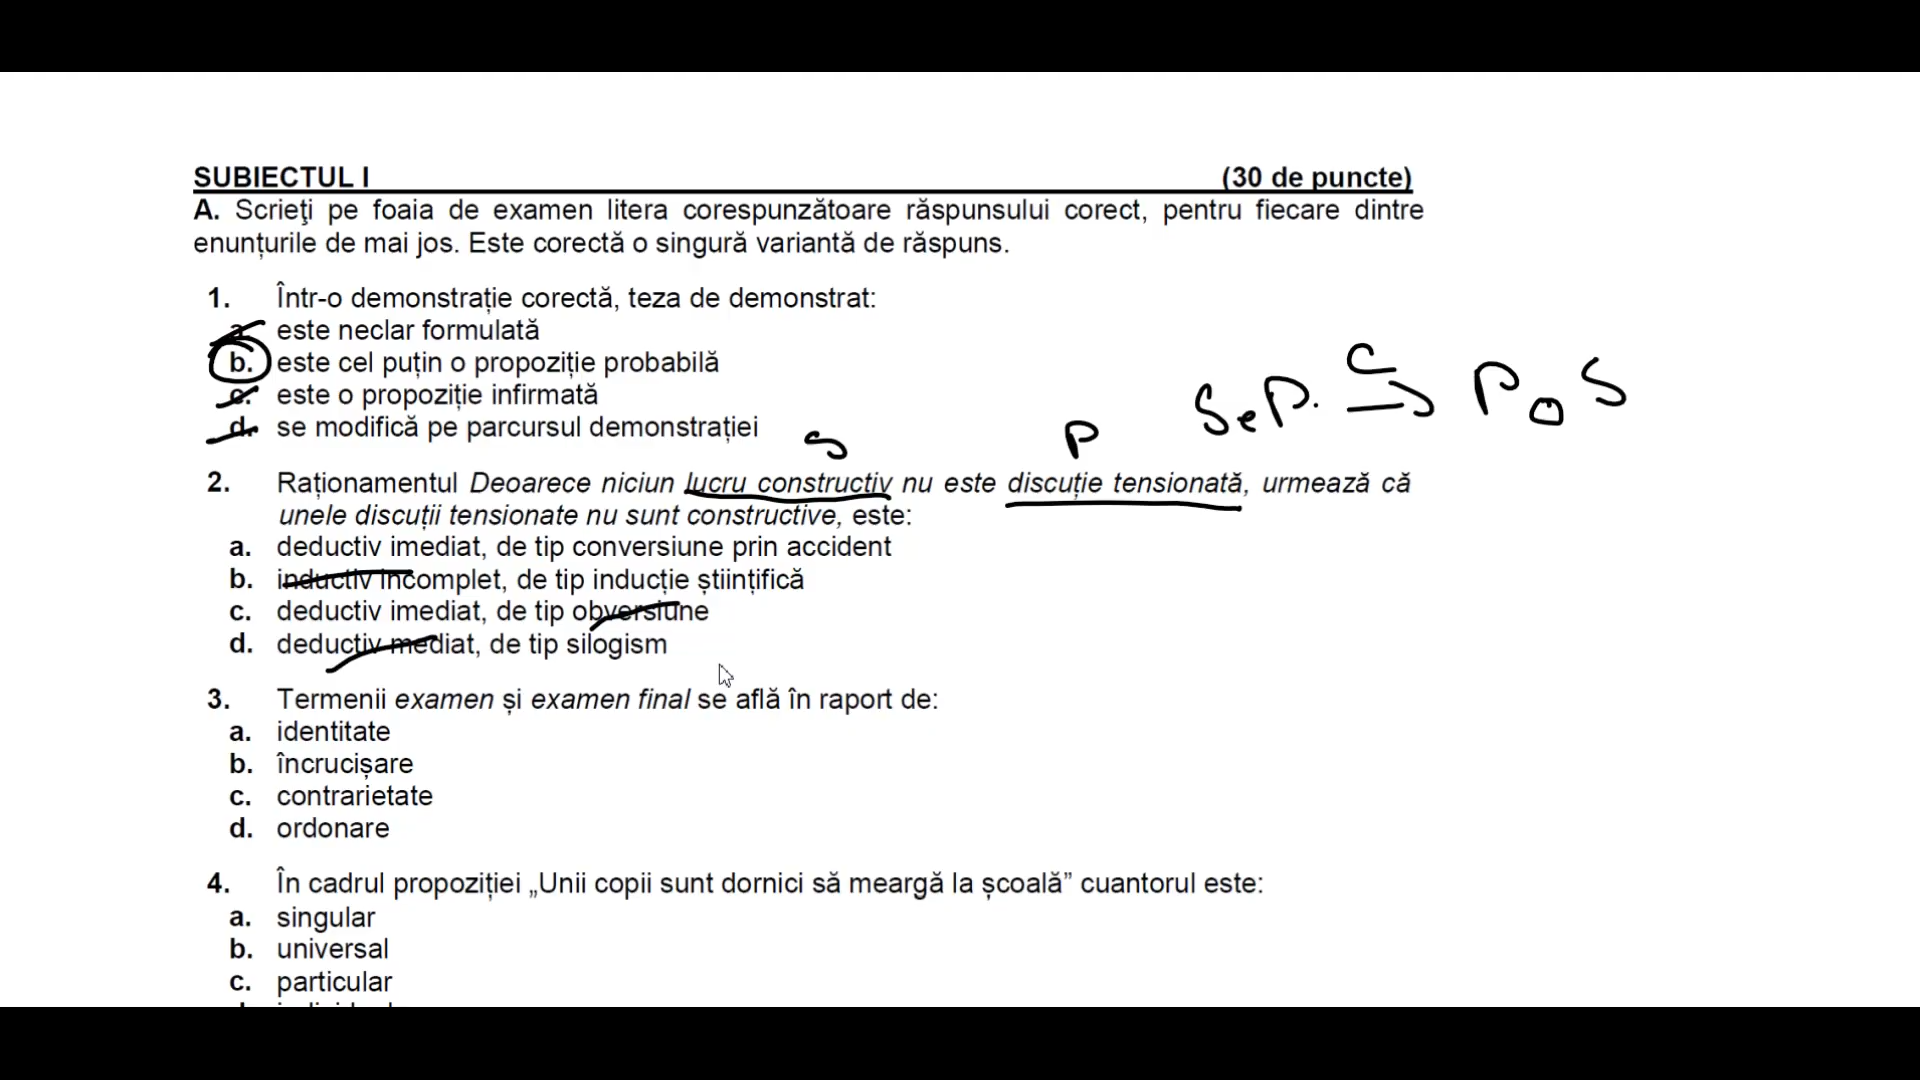 SUBIECTUL I (30 de puncte)
A. Scrieţi pe foaia de examen litera corespunzătoare răspunsului corect, pentru fiecare dintre
enunțurile de mai jos. Este corectă o singură variantă de răspuns.
1. Într-o demonstrație corectă, teza de demonstrat:
a. este neclar formulată
b. este cel puțin o propoziție probabilă
c. este o propoziție infirmată
d. se modifică pe parcursul demonstrației
SeP. c → PoS
S P
2. Raționamentul Deoarece niciun lucru constructiv nu este discuție tensionată, urmează că
unele discuții tensionate nu sunt constructive, este:
a. deductiv imediat, de tip conversiune prin accident
b. inductiv incomplet, de tip inducție științifică
c. deductiv imediat, de tip obversiune
d. deductiv mediat, de tip silogism
3. Termenii examen și examen final se află în raport de:
a. identitate
b. încrucișare
c. contrarietate
d. ordonare
4. În cadrul propoziției „Unii copii sunt dornici să meargă la școală” cuantorul este:
a. singular
b. universal
c. particular